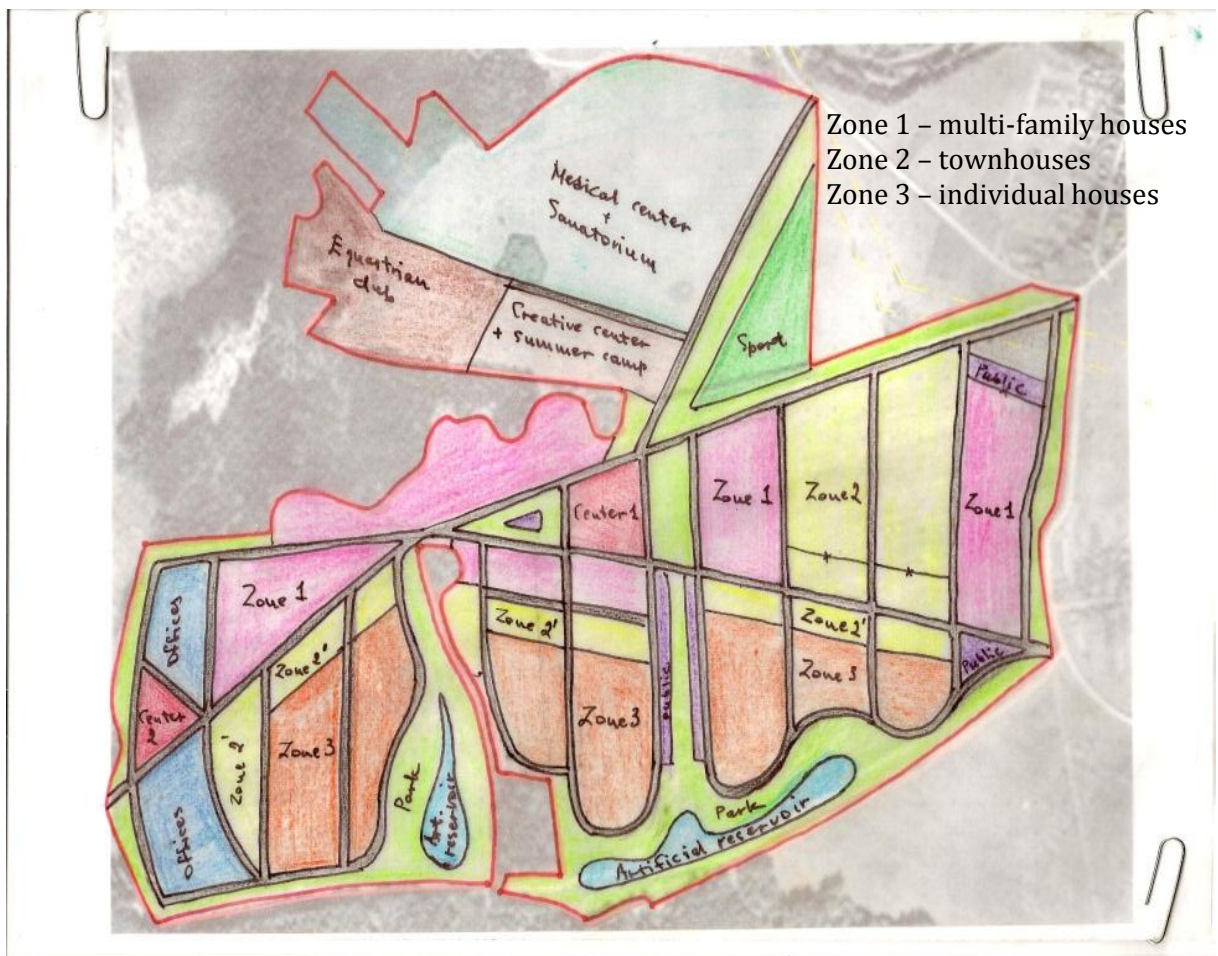 Zone 1 – multi-family houses
Zone 2 – townhouses
Zone 3 – individual houses
Medical center
+
Sanatorium
Equestrian
club
Creative center
+ summer camp
Sport
Public
Zone 1
Zone 2
Zone 1
Center 1
Zone 1
Offices
Zone 2'
Zone 2'
Zone 2'
Public
Zone 3
Public
Center
2
Zone 3
Zone 3
Zone 2'
Park
Art.
reservoir
Park
Artificial reservoir
Offices